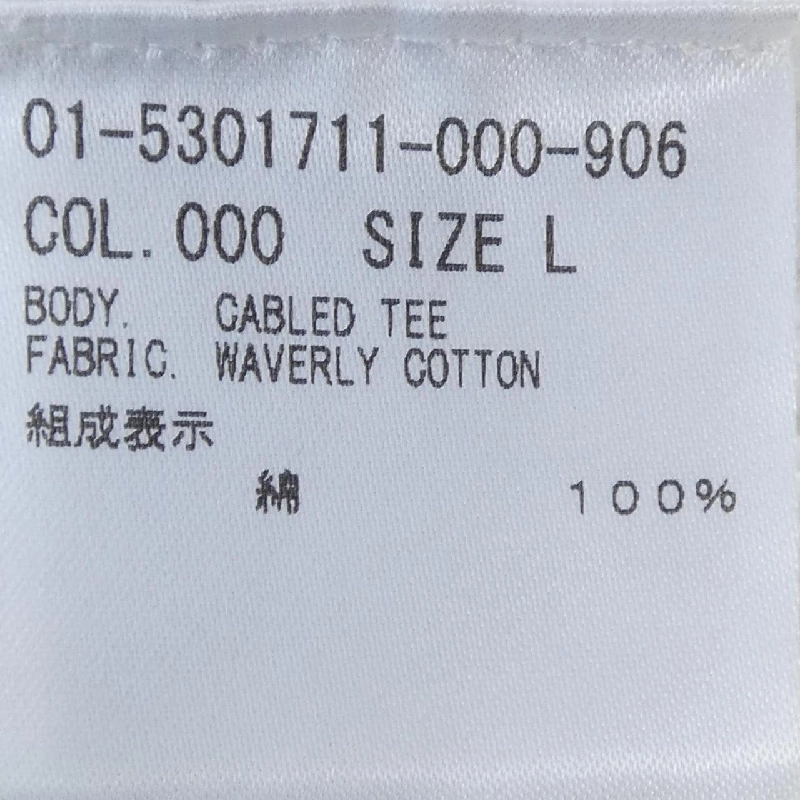 01-5301711-000-906
COL. 000 SIZE L
BODY. CABLED TEE
FABRIC. WAVERLY COTTON
組成表示
綿 100%